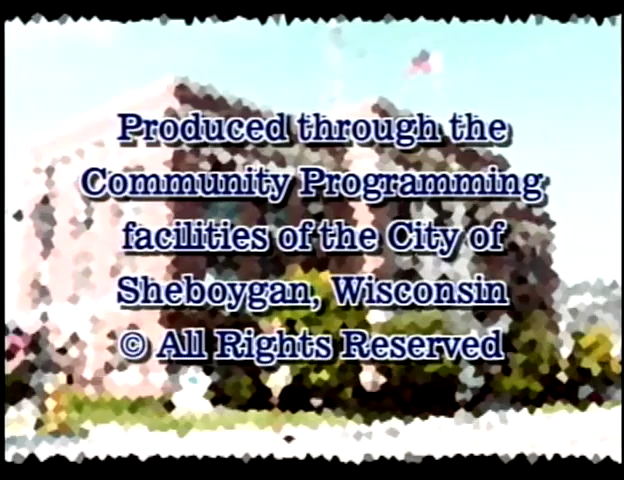 Produced through the
Community Programming
facilities of the City of
Sheboygan, Wisconsin
© All Rights Reserved